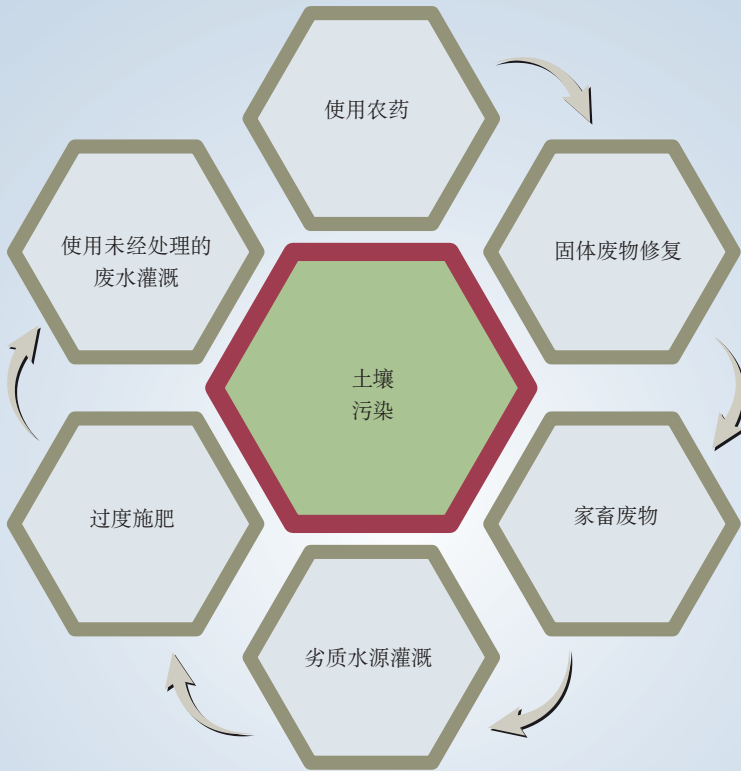 使用农药
固体废物修复
家畜废物
劣质水源灌溉
过度施肥
使用未经处理的
废水灌溉
土壤
污染